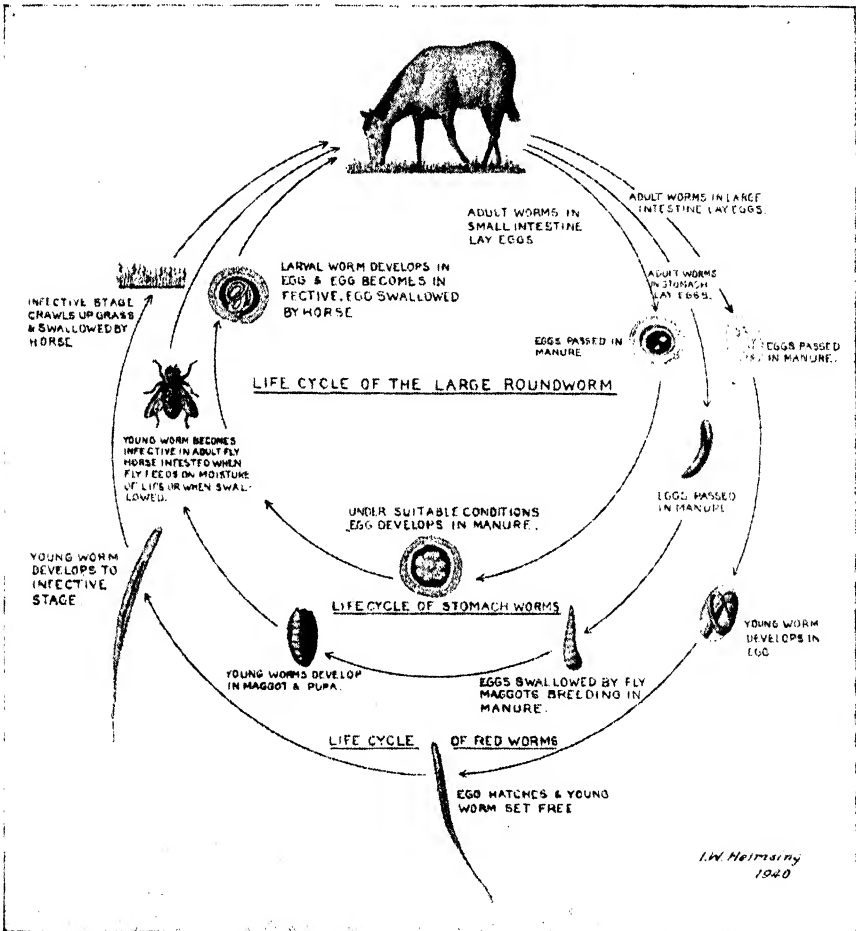 ADULT WORMS IN LARGE
INTESTINE LAY EGGS.
ADULT WORMS IN
SMALL INTESTINE
LAY EGGS
ADULT WORMS
IN STOMACH
LAY EGGS.
LARVAL WORM DEVELOPS IN
EGG & EGG BECOMES IN
FECTIVE. EGG SWALLOWED
BY HORSE
INFECTIVE STAGE
CRAWLS UP GRASS
& SWALLOWED BY
HORSE
EGGS PASSED IN
MANURE
EGGS PASSED
IN MANURE.
LIFE CYCLE OF THE LARGE ROUNDWORM
YOUNG WORM BECOMES
INFECTIVE IN ADULT FLY
HORSE INFESTED WHEN
FLY FEEDS ON MOISTURE
OF LIPS OR WHEN SWAL-
LOWED.
EGGS PASSED
IN MANURE
UNDER SUITABLE CONDITIONS
EGG DEVELOPS IN MANURE.
YOUNG WORM
DEVELOPS TO
INFECTIVE
STAGE
LIFE CYCLE OF STOMACH WORMS
YOUNG WORM
DEVELOPS IN
EGG
YOUNG WORMS DEVELOP
IN MAGGOT & PUPA.
EGGS SWALLOWED BY FLY
MAGGOTS BREEDING IN
MANURE.
LIFE CYCLE OF RED WORMS
EGG HATCHES & YOUNG
WORM SET FREE
I.W. Helmsing
1940